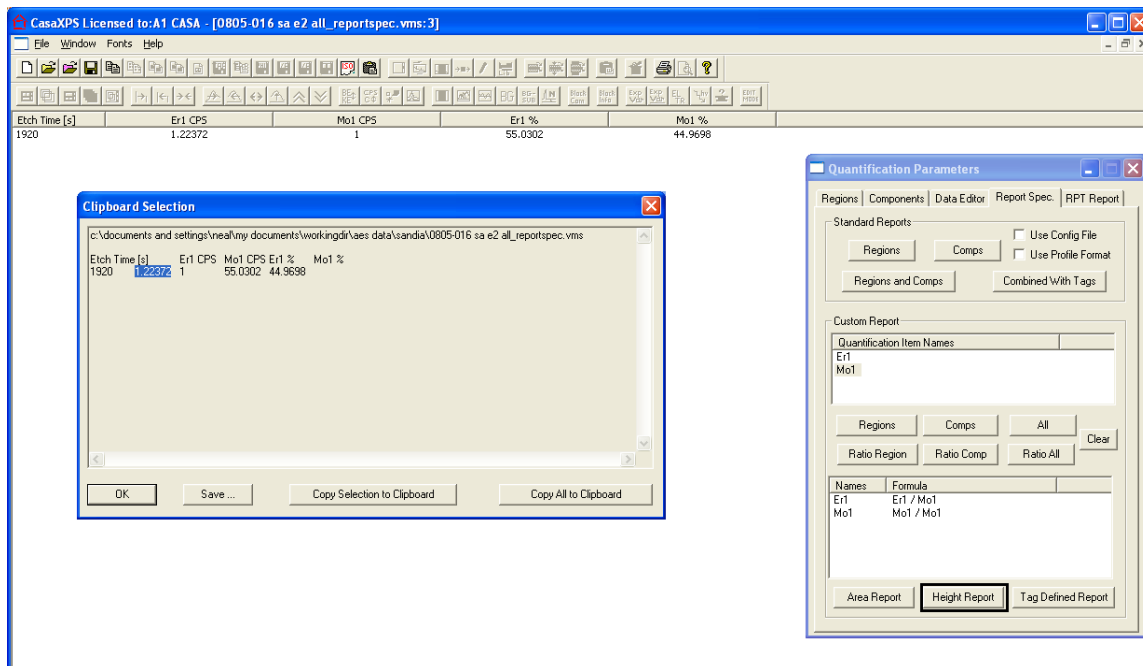 CasaXPS Licensed to:A1 CASA - [0805-016 sa e2 all_reportspec.vms:3]
File Window Fonts Help
Etch Time [s] Er1 CPS Mo1 CPS Er1 % Mo1 %
1920 1.22372 1 55.0302 44.9698
Clipboard Selection
c:\documents and settings\neal\my documents\workingdir\aes data\sandia\0805-016 sa e2 all_reportspec.vms
Etch Time [s] Er1 CPS Mo1 CPS Er1 % Mo1 %
1920 1.22372 1 55.0302 44.9698
OK Save ... Copy Selection to Clipboard Copy All to Clipboard
Quantification Parameters
Regions Components Data Editor Report Spec. RPT Report
Standard Reports
Use Config File
Regions Comps
Use Profile Format
Regions and Comps Combined With Tags
Custom Report
Quantification Item Names
Er1
Mo1
Regions Comps All
Clear
Ratio Region Ratio Comp Ratio All
Names Formula
Er1 Er1 / Mo1
Mo1 Mo1 / Mo1
Area Report Height Report Tag Defined Report